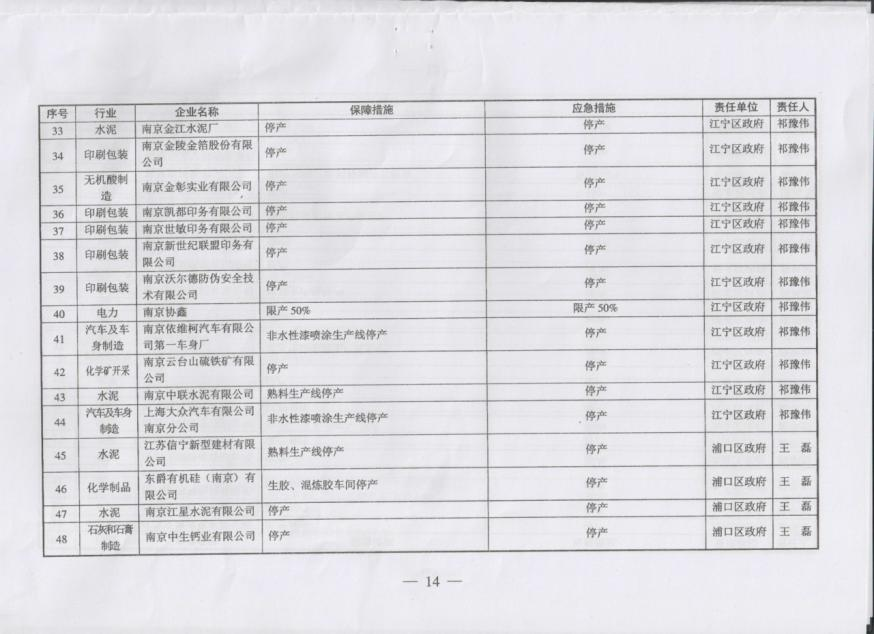 序号 行业 企业名称 保障措施 应急措施 责任单位 责任人
33 水泥 南京金江水泥厂 停产 停产 江宁区政府 祁豫伟
34 印刷包装 南京金陵金箔股份有限公司 停产 停产 江宁区政府 祁豫伟
35 无机酸制造 南京金彰实业有限公司 停产 停产 江宁区政府 祁豫伟
36 印刷包装 南京凯都印务有限公司 停产 停产 江宁区政府 祁豫伟
37 印刷包装 南京世敏印务有限公司 停产 停产 江宁区政府 祁豫伟
38 印刷包装 南京新世纪联盟印务有限公司 停产 停产 江宁区政府 祁豫伟
39 印刷包装 南京沃尔德防伪安全技术有限公司 停产 停产 江宁区政府 祁豫伟
40 电力 南京协鑫 限产 50% 限产 50% 江宁区政府 祁豫伟
41 汽车及车身制造 南京依维柯汽车有限公司第一车身厂 非水性漆喷涂生产线停产 停产 江宁区政府 祁豫伟
42 化学矿开采 南京云台山硫铁矿有限公司 停产 停产 江宁区政府 祁豫伟
43 水泥 南京中联水泥有限公司 熟料生产线停产 停产 江宁区政府 祁豫伟
44 汽车及车身制造 上海大众汽车有限公司南京分公司 非水性漆喷涂生产线停产 停产 江宁区政府 祁豫伟
45 水泥 江苏信宁新型建材有限公司 熟料生产线停产 停产 浦口区政府 王 磊
46 化学制品 东爵有机硅（南京）有限公司 生胶、混炼胶车间停产 停产 浦口区政府 王 磊
47 水泥 南京江星水泥有限公司 停产 停产 浦口区政府 王 磊
48 石灰和石膏制造 南京中生钙业有限公司 停产 停产 浦口区政府 王 磊
— 14 —